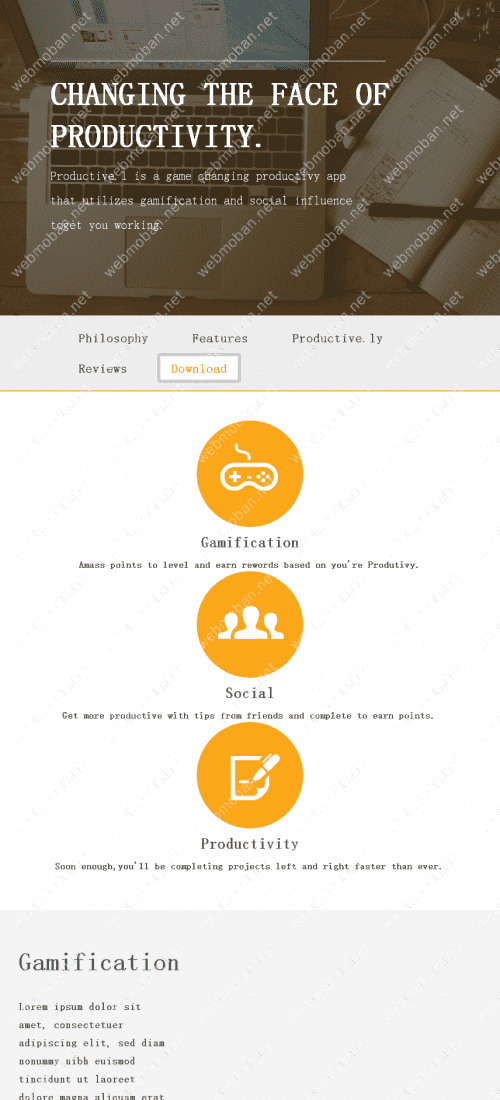 CHANGING THE FACE OF
PRODUCTIVITY.
Productive.l is a game changing productivy app
that utilizes gamification and social influence
toget you working.
Philosophy Features Productive.ly
Reviews Download
Gamification
Amass points to level and earn rewords based on you're Produtivy.
Social
Get more productive with tips from friends and complete to earn points.
Productivity
Soon enough,you'll be completing projects left and right faster than ever.
Gamification
Lorem ipsum dolor sit
amet, consectetuer
adipiscing elit, sed diam
nonummy nibh euismod
tincidunt ut laoreet
dolore magna aliquam erat
webmoban.net